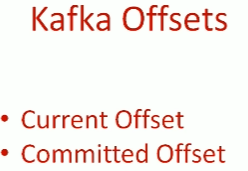 Kafka Offsets
• Current Offset
• Committed Offset